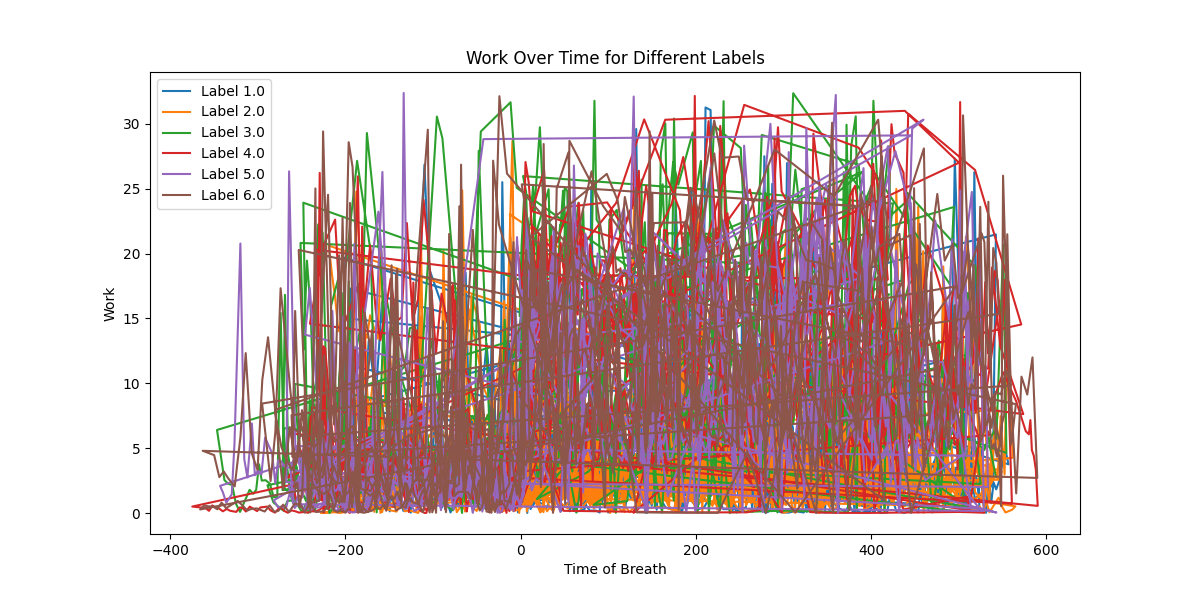 Work Over Time for Different Labels
Label 1.0
Label 2.0
Label 3.0
Label 4.0
Label 5.0
Label 6.0
Work
30
25
20
15
10
5
0
−400 −200 0 200 400 600
Time of Breath